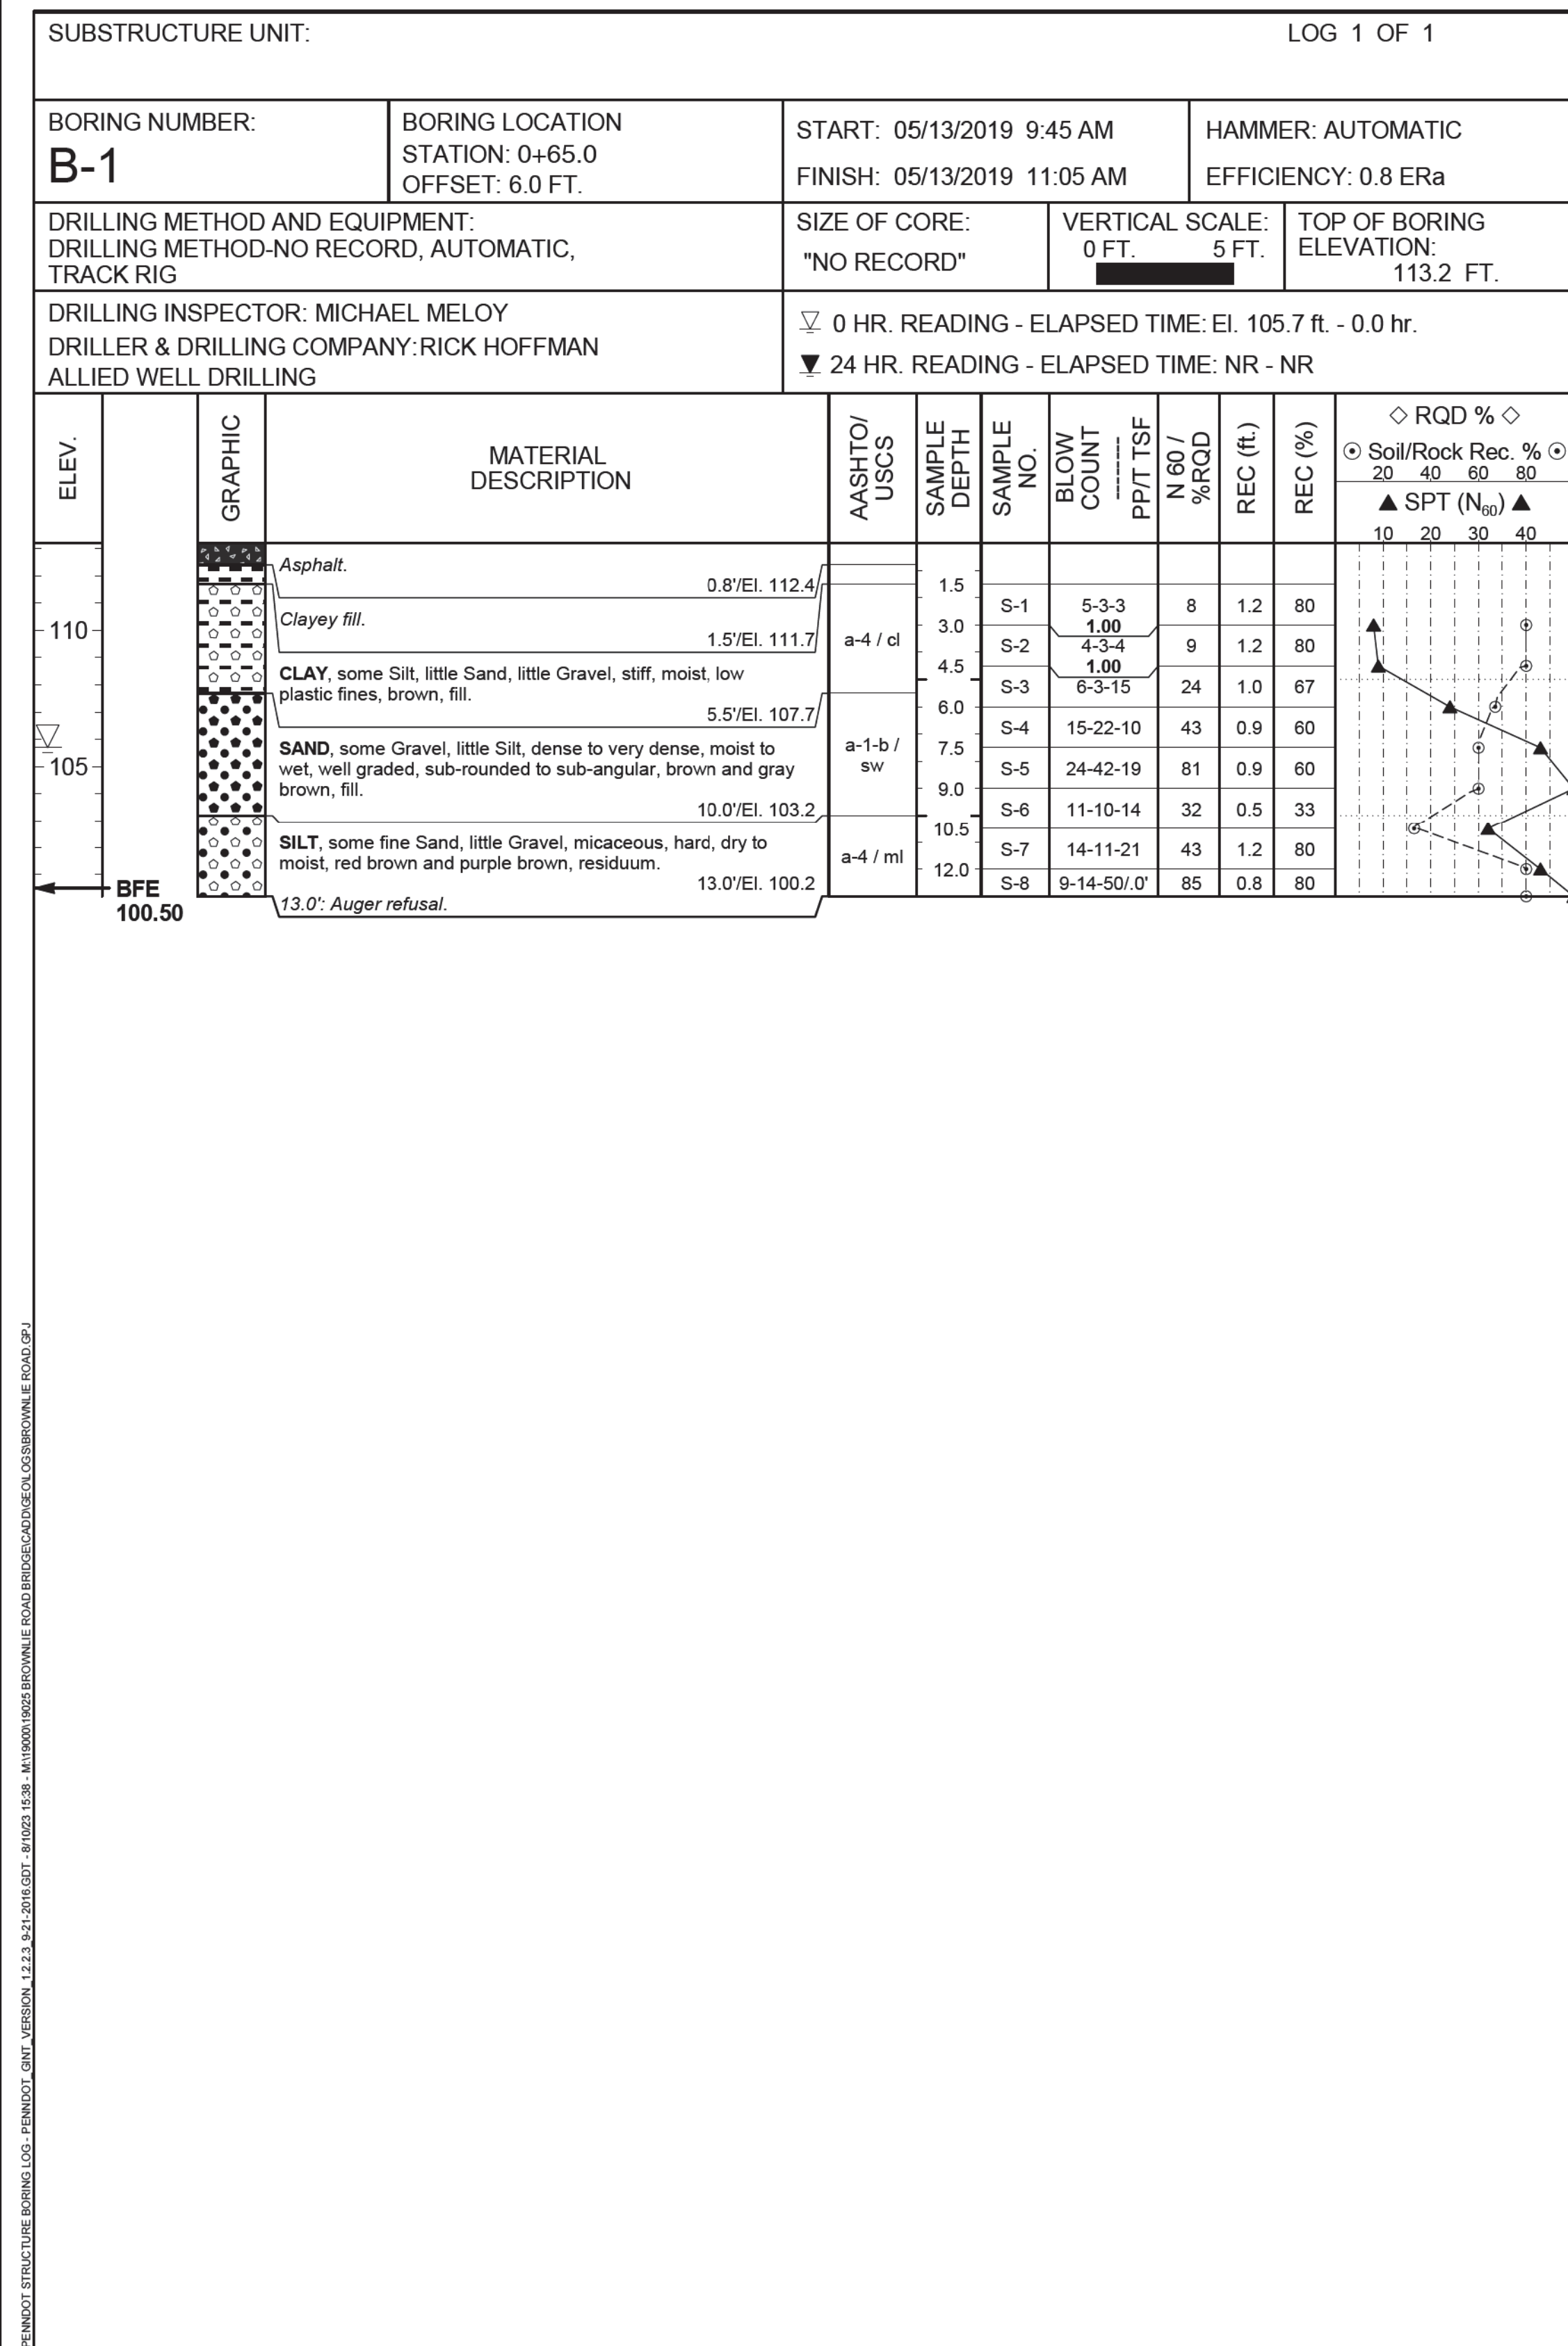 SUBSTRUCTURE UNIT:
LOG 1 OF 1
BORING NUMBER:
B-1
BORING LOCATION
STATION: 0+65.0
OFFSET: 6.0 FT.
START: 05/13/2019 9:45 AM
FINISH: 05/13/2019 11:05 AM
HAMMER: AUTOMATIC
EFFICIENCY: 0.8 ERa
DRILLING METHOD AND EQUIPMENT:
DRILLING METHOD-NO RECORD, AUTOMATIC,
TRACK RIG
SIZE OF CORE:
"NO RECORD"
VERTICAL SCALE:
0 FT. 5 FT.
TOP OF BORING
ELEVATION:
113.2 FT.
DRILLING INSPECTOR: MICHAEL MELOY
DRILLER & DRILLING COMPANY: RICK HOFFMAN
ALLIED WELL DRILLING
0 HR. READING - ELAPSED TIME: El. 105.7 ft. - 0.0 hr.
24 HR. READING - ELAPSED TIME: NR - NR
ELEV.
GRAPHIC
MATERIAL
DESCRIPTION
AASHTO/
USCS
SAMPLE
DEPTH
SAMPLE
NO.
BLOW
COUNT
--------
PP/T TSF
N 60 /
%RQD
REC (ft.)
REC (%)
◇ RQD % ◇
⊙ Soil/Rock Rec. % ⊙
20 40 60 80
▲ SPT (N60) ▲
10 20 30 40
110
105
BFE
100.50
Asphalt.
0.8'/El. 112.4
Clayey fill.
1.5'/El. 111.7
CLAY, some Silt, little Sand, little Gravel, stiff, moist, low
plastic fines, brown, fill.
5.5'/El. 107.7
SAND, some Gravel, little Silt, dense to very dense, moist to
wet, well graded, sub-rounded to sub-angular, brown and gray
brown, fill.
10.0'/El. 103.2
SILT, some fine Sand, little Gravel, micaceous, hard, dry to
moist, red brown and purple brown, residuum.
13.0'/El. 100.2
13.0': Auger refusal.
a-4 / cl
a-1-b /
sw
a-4 / ml
1.5
3.0
4.5
6.0
7.5
9.0
10.5
12.0
S-1 5-3-3 8 1.2 80
1.00
S-2 4-3-4 9 1.2 80
1.00
S-3 6-3-15 24 1.0 67
S-4 15-22-10 43 0.9 60
S-5 24-42-19 81 0.9 60
S-6 11-10-14 32 0.5 33
S-7 14-11-21 43 1.2 80
S-8 9-14-50/.0' 85 0.8 80
PENNDOT STRUCTURE BORING LOG - PENNDOT_GINT_VERSION_1.2.2.3_9-21-2016.GDT - 8/10/23 15:38 - M:\19000\19025 BROWNLIE ROAD BRIDGE\CADD\GEO\LOGS\BROWNLIE ROAD.GPJ